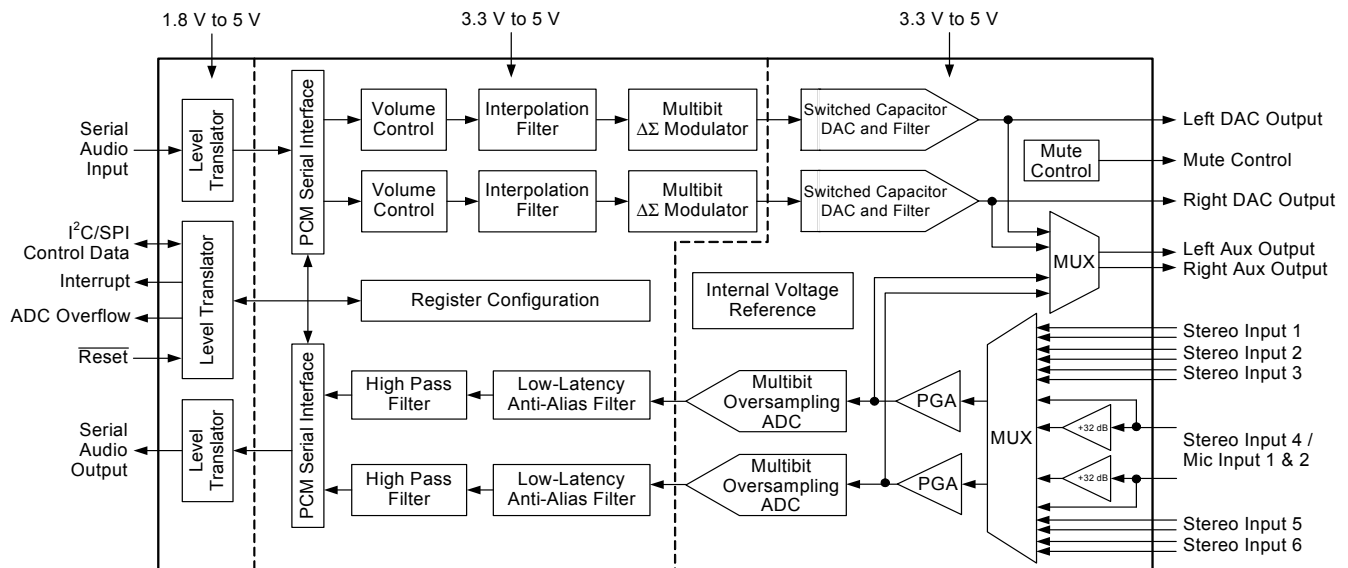 1.8 V to 5 V
3.3 V to 5 V
3.3 V to 5 V
Serial
Audio
Input
Level
Translator
PCM Serial Interface
Volume
Control
Interpolation
Filter
Multibit
ΔΣ Modulator
Switched Capacitor
DAC and Filter
Left DAC Output
Mute
Control
Mute Control
Volume
Control
Interpolation
Filter
Multibit
ΔΣ Modulator
Switched Capacitor
DAC and Filter
Right DAC Output
I²C/SPI
Control Data
Interrupt
ADC Overflow
Reset
Level Translator
Register Configuration
Internal Voltage
Reference
MUX
Left Aux Output
Right Aux Output
Stereo Input 1
Stereo Input 2
Stereo Input 3
PCM Serial Interface
High Pass
Filter
Low-Latency
Anti-Alias Filter
Multibit
Oversampling
ADC
PGA
MUX
+32 dB
Stereo Input 4 /
Mic Input 1 & 2
Serial
Audio
Output
Level
Translator
High Pass
Filter
Low-Latency
Anti-Alias Filter
Multibit
Oversampling
ADC
PGA
+32 dB
Stereo Input 5
Stereo Input 6